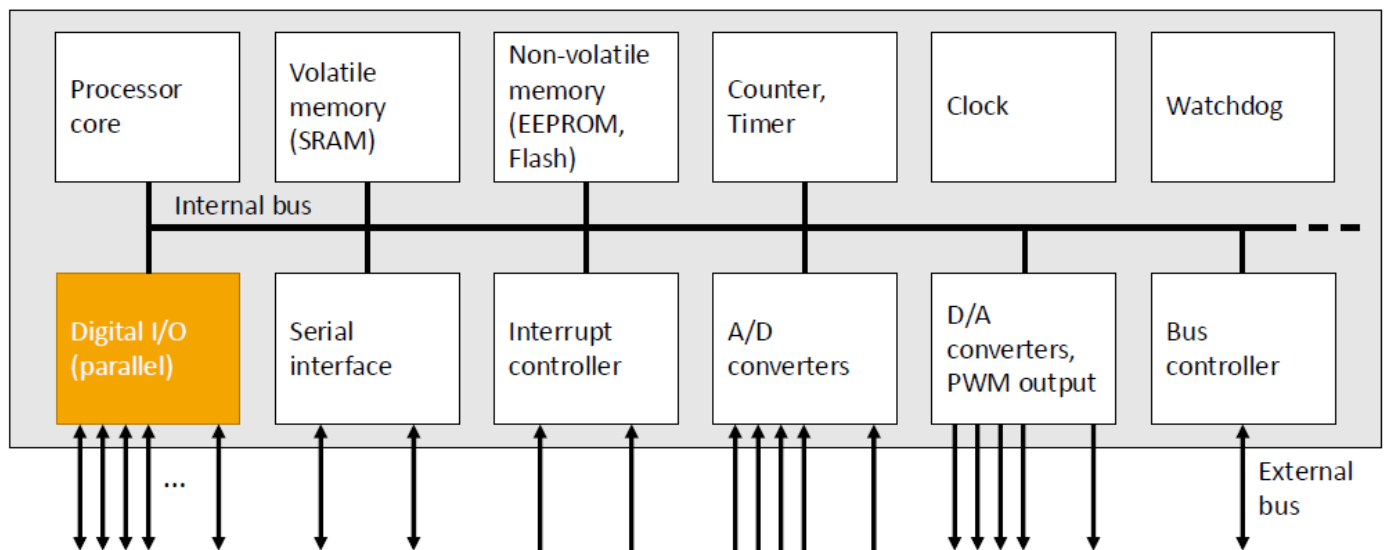 Processor
core
Volatile
memory
(SRAM)
Non-volatile
memory
(EEPROM,
Flash)
Counter,
Timer
Clock
Watchdog
Internal bus
Digital I/O
(parallel)
Serial
interface
Interrupt
controller
A/D
converters
D/A
converters,
PWM output
Bus
controller
...
External
bus